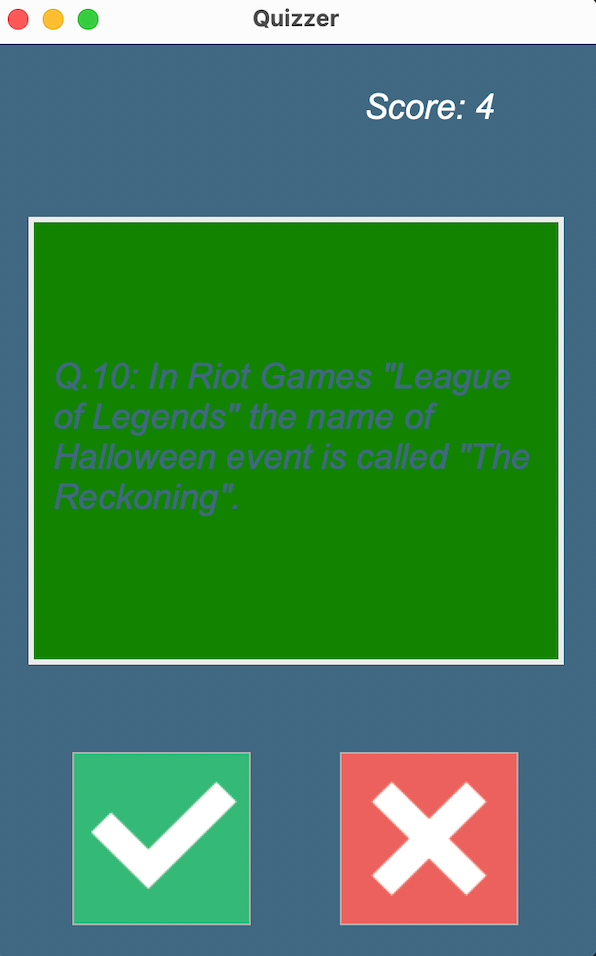 Quizzer
Score: 4
Q.10: In Riot Games "League
of Legends" the name of
Halloween event is called "The
Reckoning".